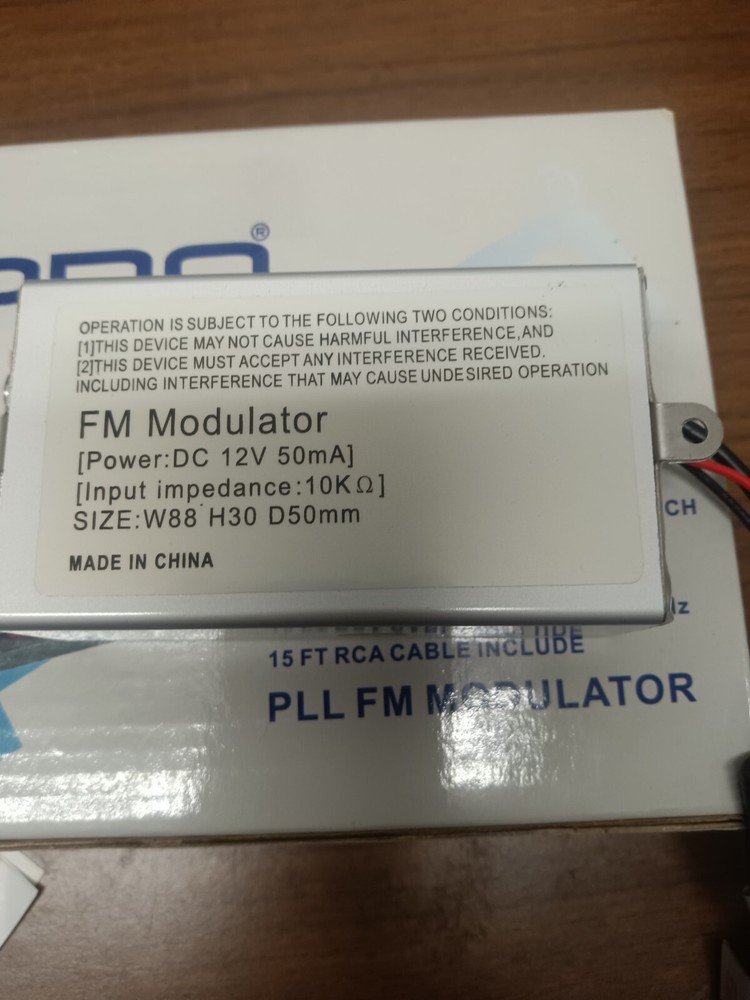 ®
OPERATION IS SUBJECT TO THE FOLLOWING TWO CONDITIONS:
[1]THIS DEVICE MAY NOT CAUSE HARMFUL INTERFERENCE,AND
[2]THIS DEVICE MUST ACCEPT ANY INTERFERENCE RECEIVED.
INCLUDING INTERFERENCE THAT MAY CAUSE UNDESIRED OPERATION
FM Modulator
[Power:DC 12V 50mA]
[Input impedance:10KΩ]
SIZE:W88 H30 D50mm
MADE IN CHINA
CH
15 FT RCA CABLE INCLUDE
PLL FM MODULATOR